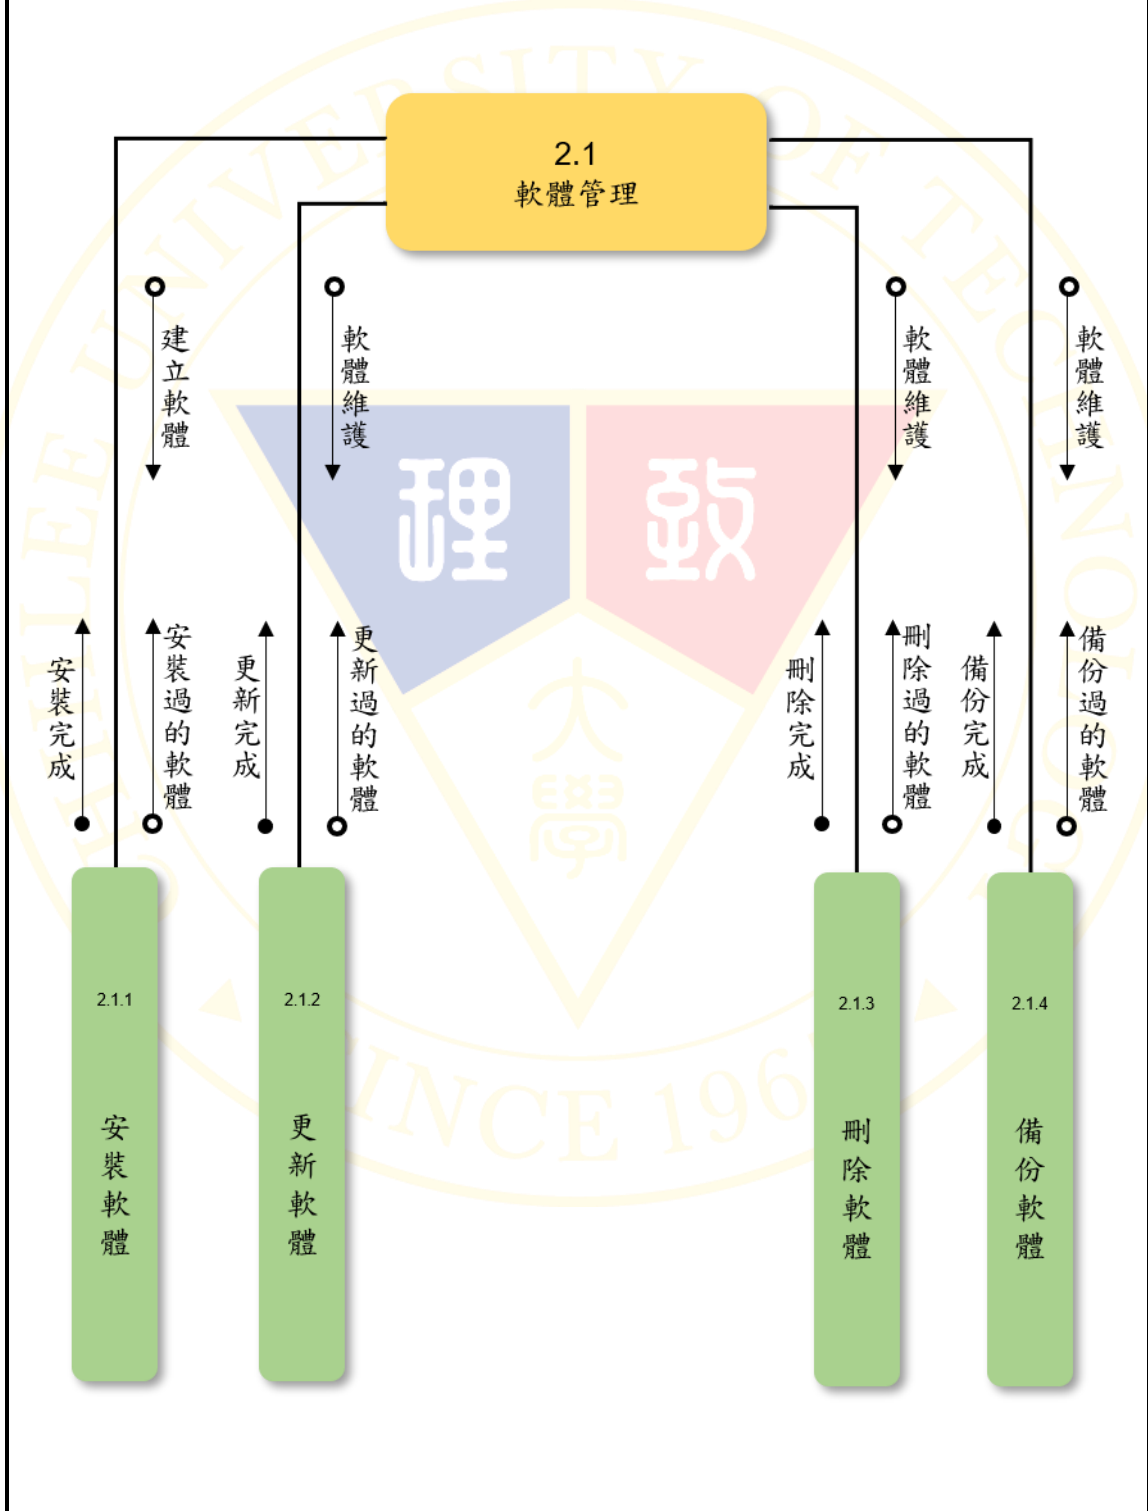 2.1
軟體管理
建立軟體
軟體維護
軟體維護
軟體維護
安裝完成
安裝過的軟體
更新完成
更新過的軟體
刪除完成
刪除過的軟體
備份完成
備份過的軟體
2.1.1
安裝軟體
2.1.2
更新軟體
2.1.3
刪除軟體
2.1.4
備份軟體
理 致
大
學
UNIVERSITY OF TECHNOLOGY
SINCE 196